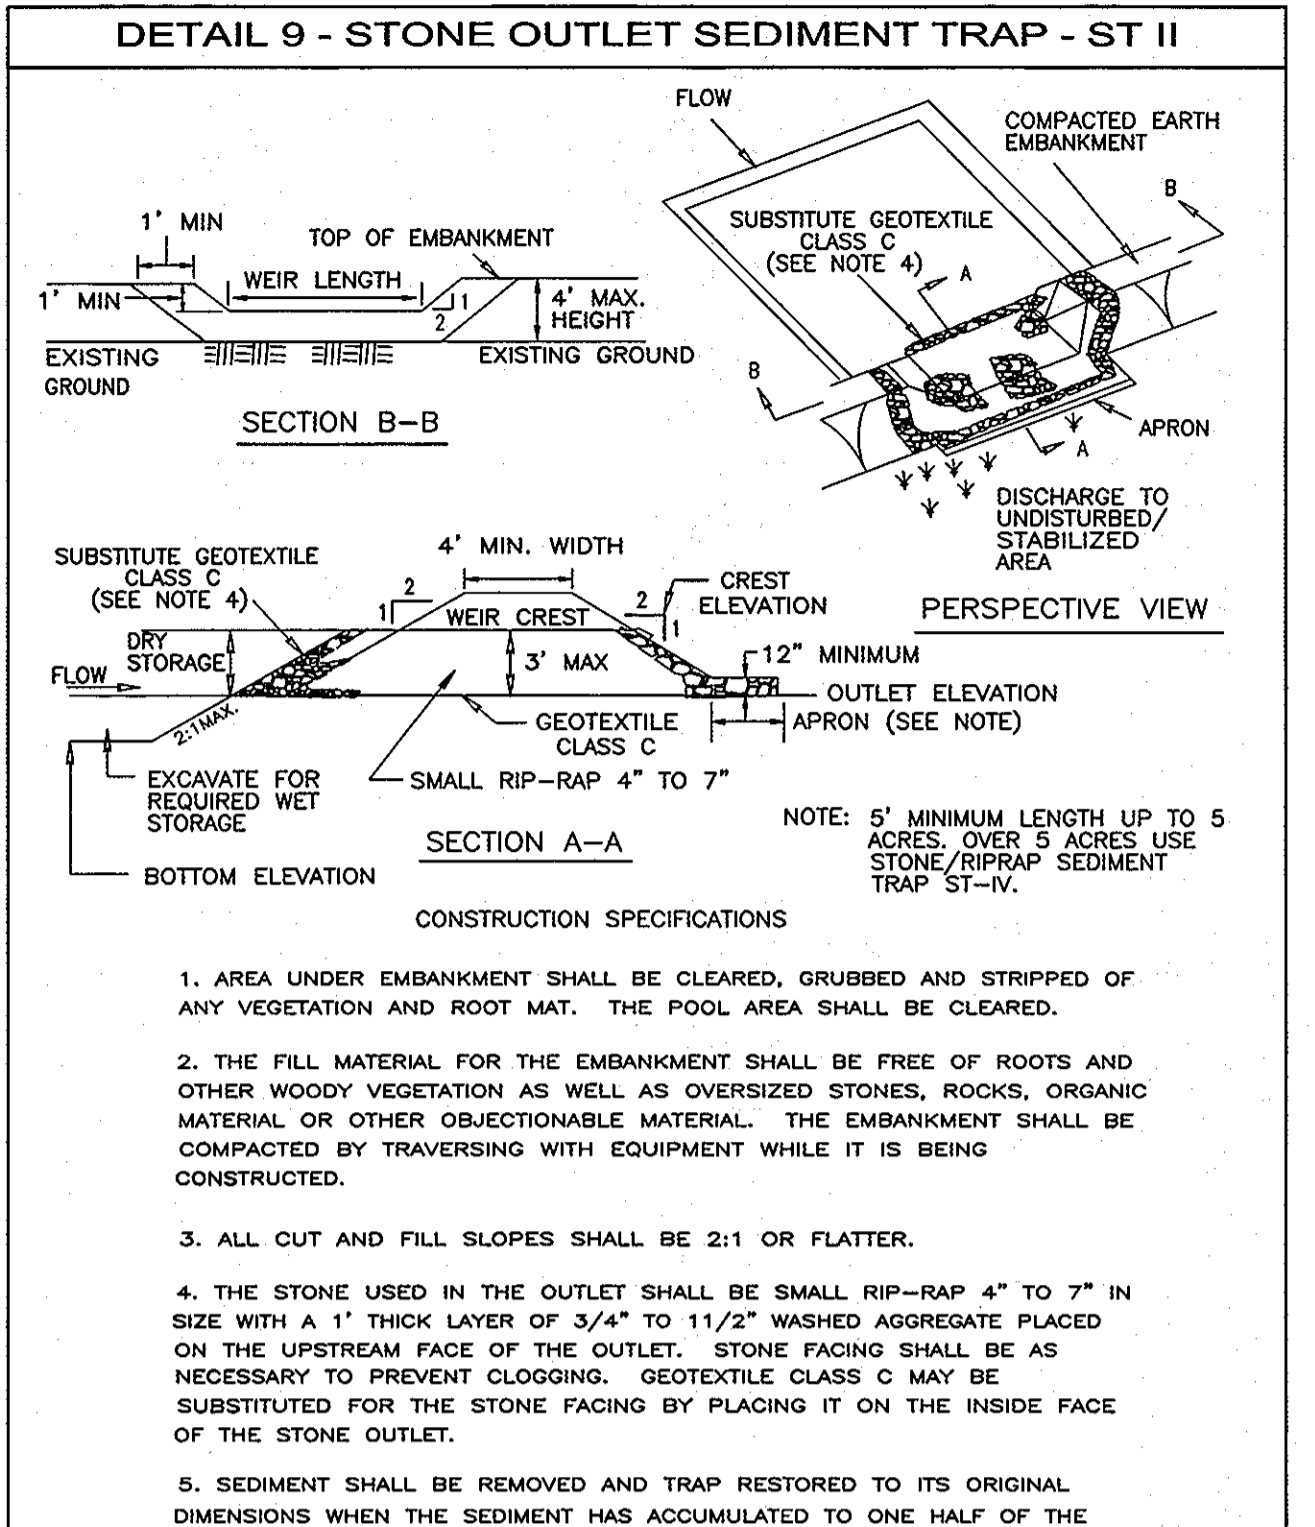 DETAIL 9 - STONE OUTLET SEDIMENT TRAP - ST II
FLOW
COMPACTED EARTH
EMBANKMENT
B
SUBSTITUTE GEOTEXTILE
CLASS C
(SEE NOTE 4)
A
B
APRON
A
DISCHARGE TO
UNDISTURBED/
STABILIZED
AREA
PERSPECTIVE VIEW
1' MIN
TOP OF EMBANKMENT
WEIR LENGTH
1' MIN
1
2
4' MAX.
HEIGHT
EXISTING
GROUND
EXISTING GROUND
SECTION B-B
SUBSTITUTE GEOTEXTILE
CLASS C
(SEE NOTE 4)
4' MIN. WIDTH
2
1
WEIR CREST
2
1
CREST
ELEVATION
DRY
STORAGE
3' MAX
12" MINIMUM
FLOW
OUTLET ELEVATION
2:1 MAX.
GEOTEXTILE
CLASS C
APRON (SEE NOTE)
EXCAVATE FOR
REQUIRED WET
STORAGE
SMALL RIP-RAP 4" TO 7"
SECTION A-A
BOTTOM ELEVATION
NOTE: 5' MINIMUM LENGTH UP TO 5
ACRES. OVER 5 ACRES USE
STONE/RIPRAP SEDIMENT
TRAP ST-IV.
CONSTRUCTION SPECIFICATIONS
1. AREA UNDER EMBANKMENT SHALL BE CLEARED, GRUBBED AND STRIPPED OF
ANY VEGETATION AND ROOT MAT. THE POOL AREA SHALL BE CLEARED.
2. THE FILL MATERIAL FOR THE EMBANKMENT SHALL BE FREE OF ROOTS AND
OTHER WOODY VEGETATION AS WELL AS OVERSIZED STONES, ROCKS, ORGANIC
MATERIAL OR OTHER OBJECTIONABLE MATERIAL. THE EMBANKMENT SHALL BE
COMPACTED BY TRAVERSING WITH EQUIPMENT WHILE IT IS BEING
CONSTRUCTED.
3. ALL CUT AND FILL SLOPES SHALL BE 2:1 OR FLATTER.
4. THE STONE USED IN THE OUTLET SHALL BE SMALL RIP-RAP 4" TO 7" IN
SIZE WITH A 1' THICK LAYER OF 3/4" TO 11/2" WASHED AGGREGATE PLACED
ON THE UPSTREAM FACE OF THE OUTLET. STONE FACING SHALL BE AS
NECESSARY TO PREVENT CLOGGING. GEOTEXTILE CLASS C MAY BE
SUBSTITUTED FOR THE STONE FACING BY PLACING IT ON THE INSIDE FACE
OF THE STONE OUTLET.
5. SEDIMENT SHALL BE REMOVED AND TRAP RESTORED TO ITS ORIGINAL
DIMENSIONS WHEN THE SEDIMENT HAS ACCUMULATED TO ONE HALF OF THE